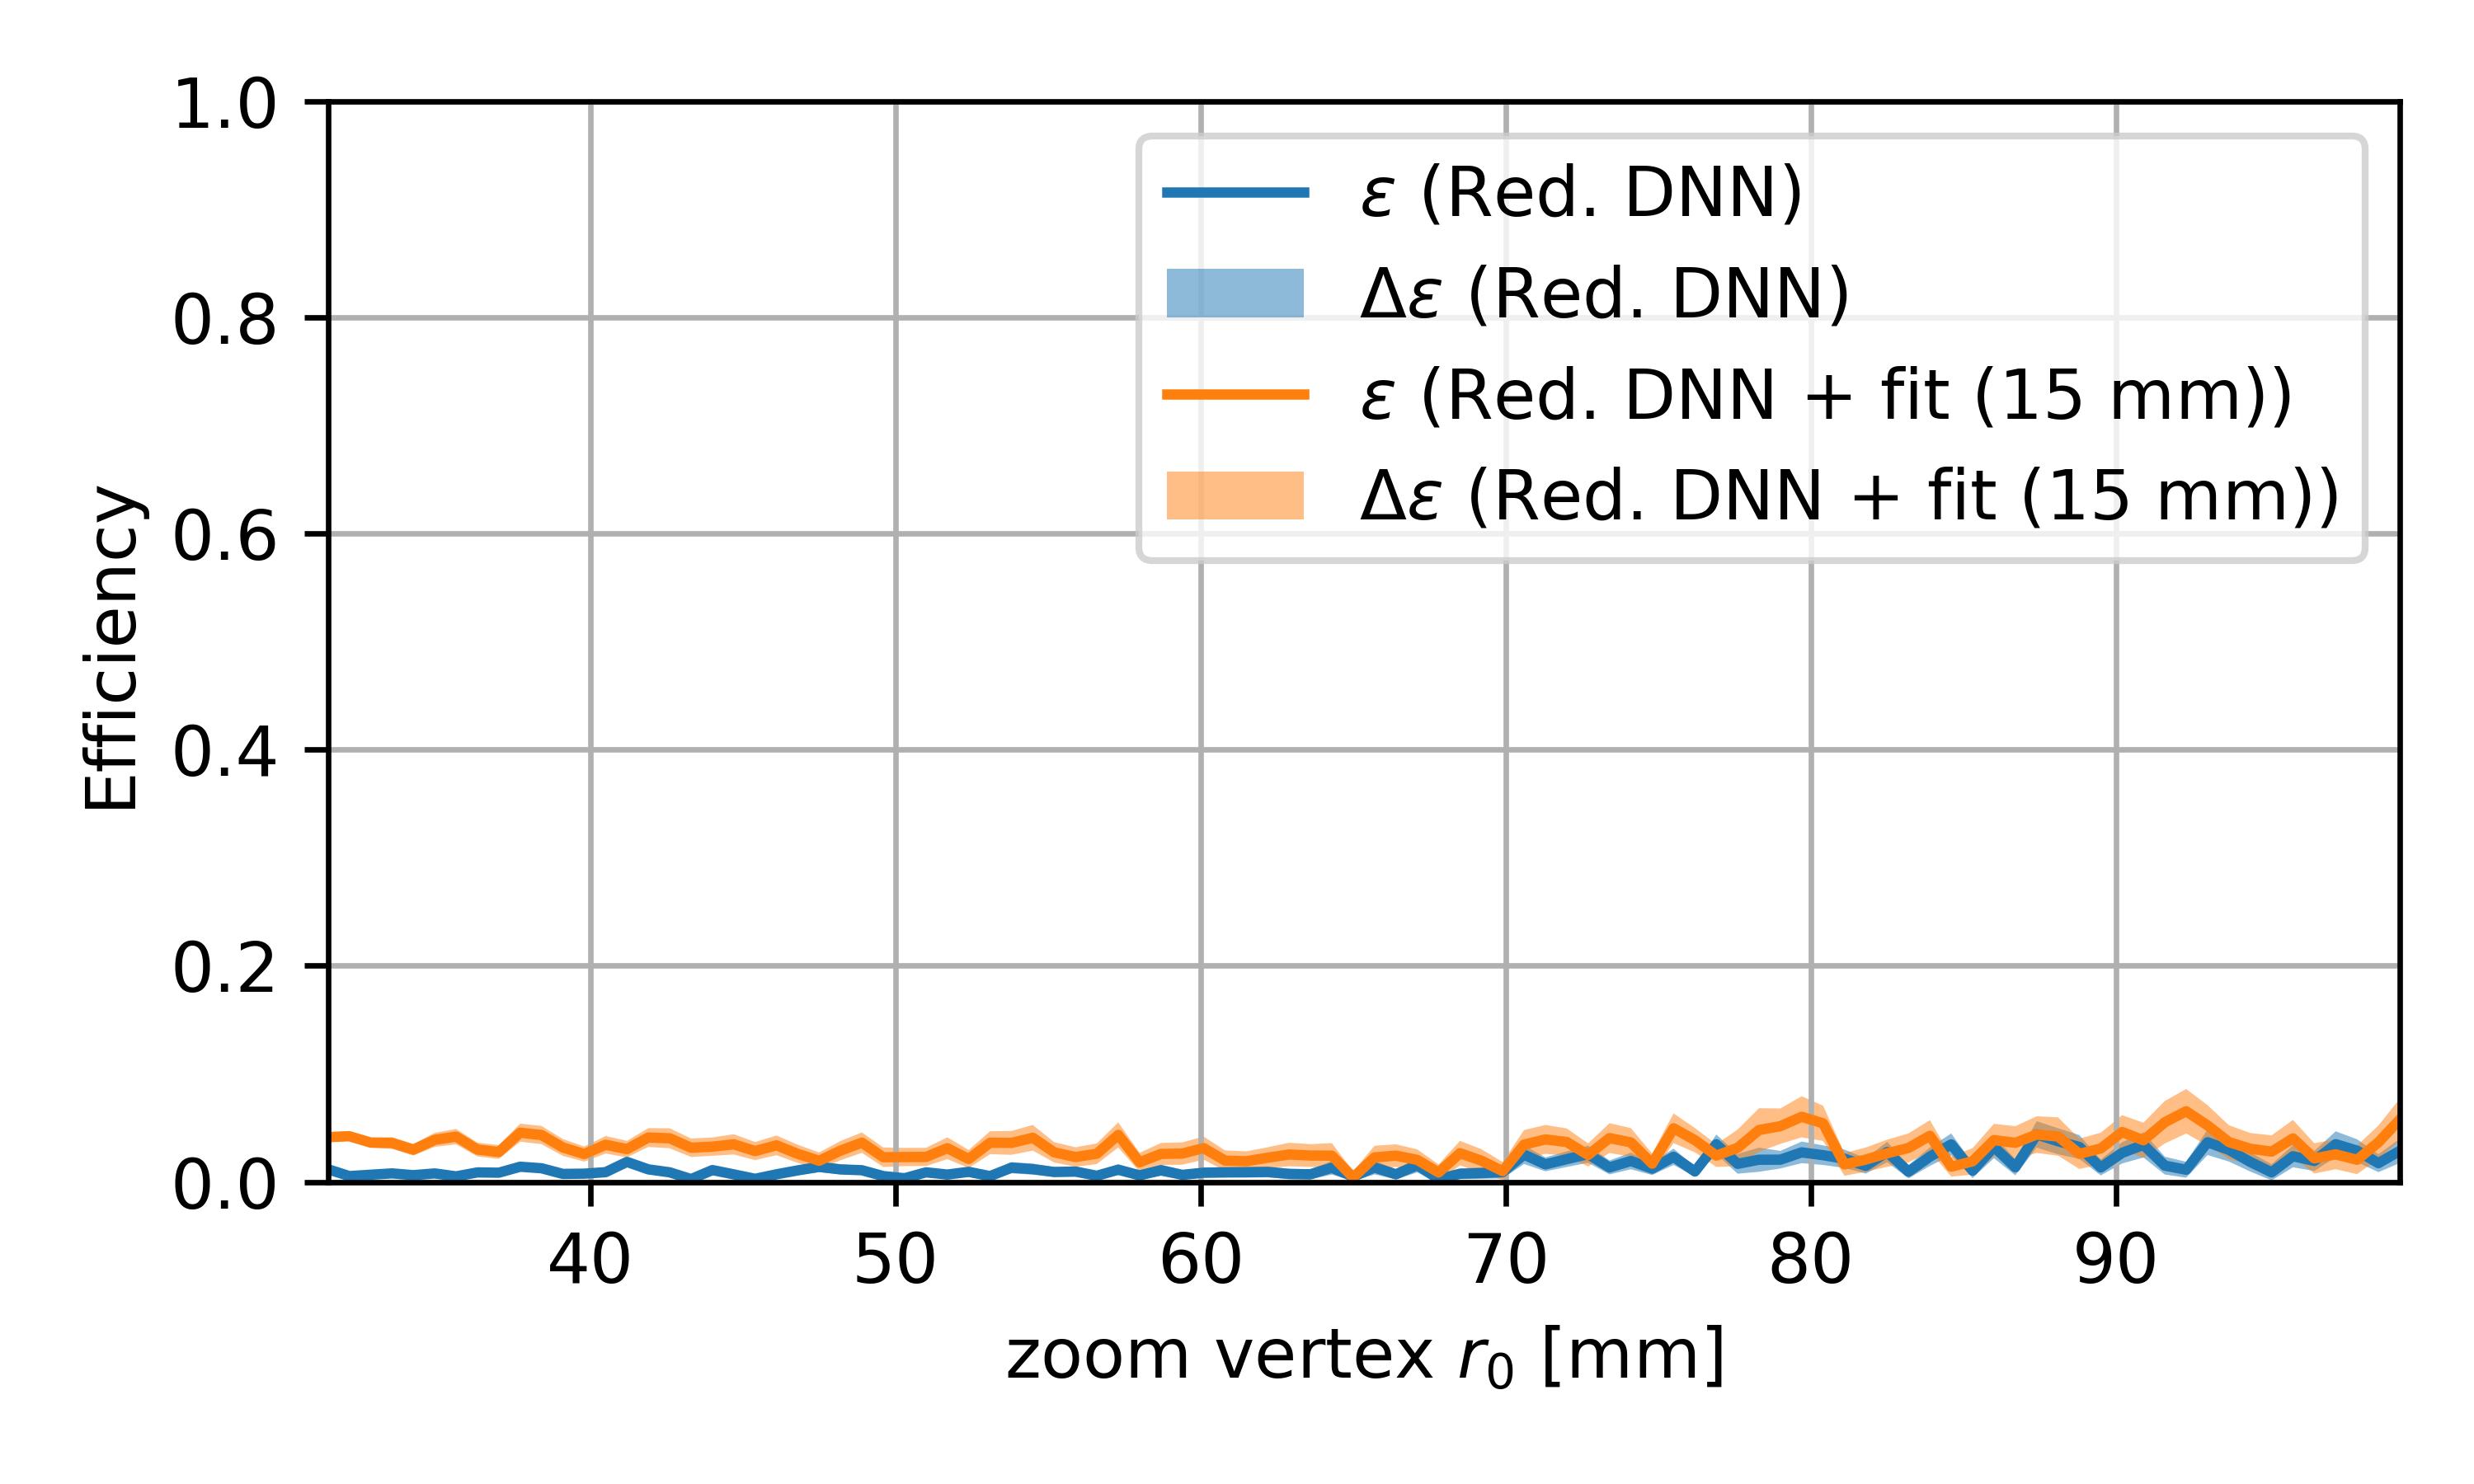 1.0
0.8
0.6
0.4
0.2
0.0
Efficiency
ε (Red. DNN)
Δε (Red. DNN)
ε (Red. DNN + fit (15 mm))
Δε (Red. DNN + fit (15 mm))
40 50 60 70 80 90
zoom vertex r₀ [mm]